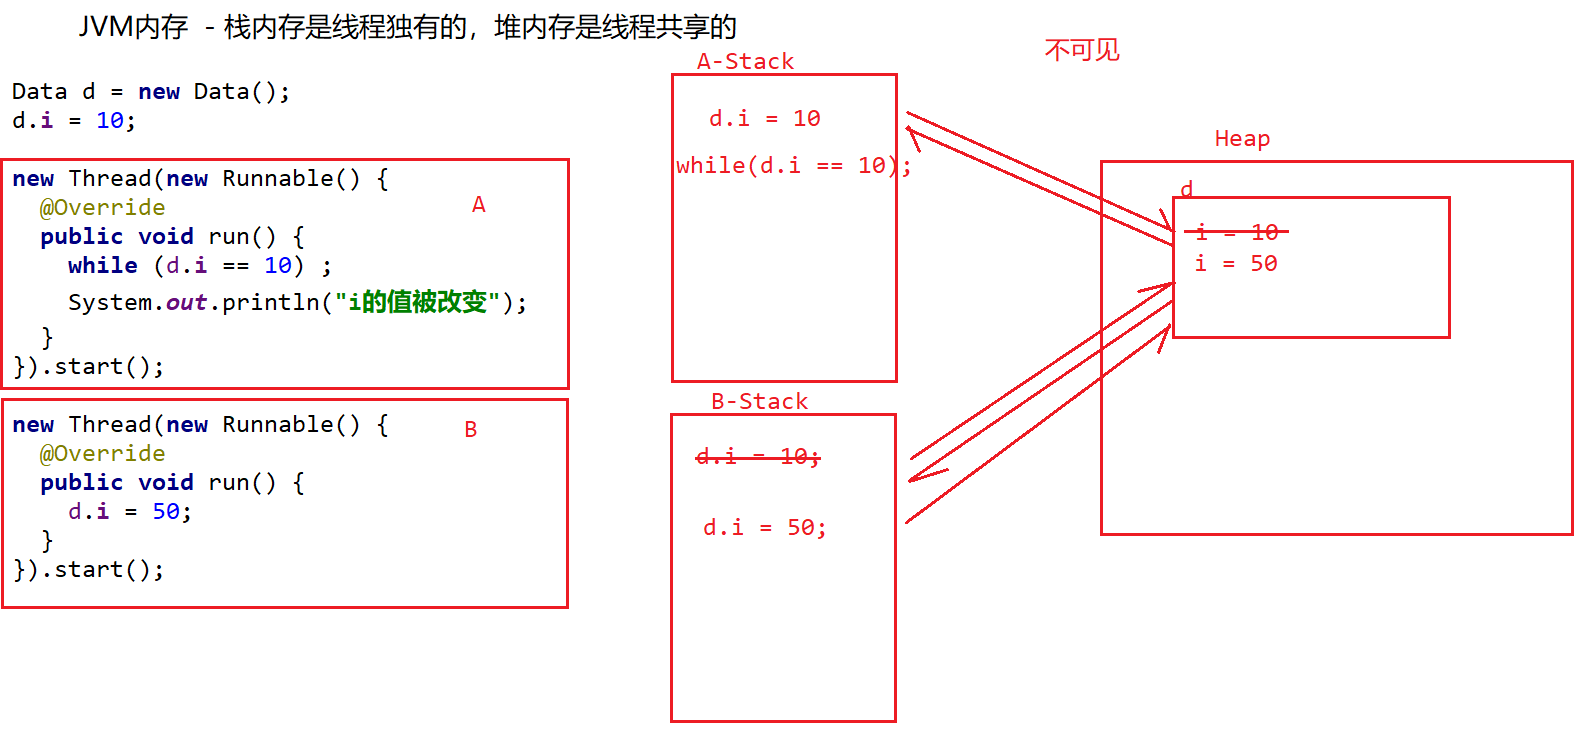 JVM内存 - 栈内存是线程独有的，堆内存是线程共享的
Data d = new Data();
d.i = 10;
new Thread(new Runnable() {
@Override
public void run() {
while (d.i == 10) ;
System.out.println("i的值被改变");
}
}).start();
A
new Thread(new Runnable() {
@Override
public void run() {
d.i = 50;
}
}).start();
B
A-Stack
d.i = 10
while(d.i == 10);
B-Stack
d.i = 10;
d.i = 50;
不可见
Heap
d
i = 10
i = 50